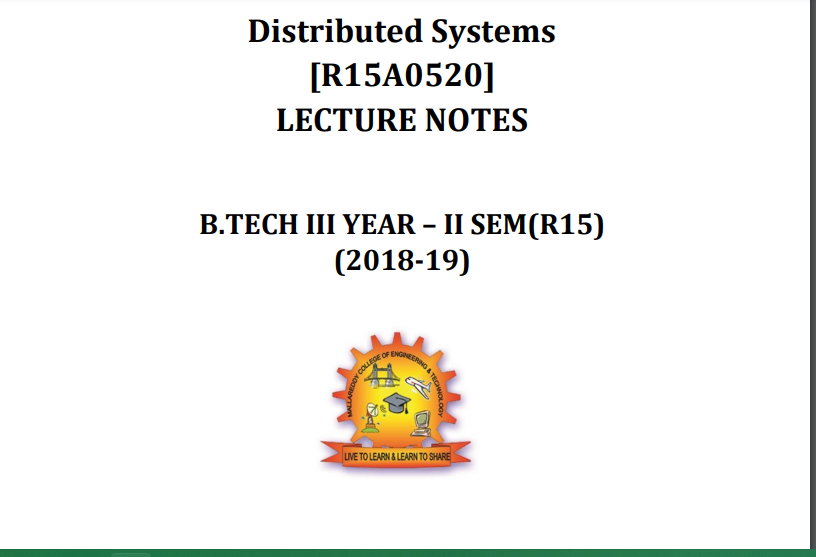 Distributed Systems
[R15A0520]
LECTURE NOTES
B.TECH III YEAR – II SEM(R15)
(2018-19)
MALLAREDDY COLLEGE OF ENGINEERING & TECHNOLOGY
LIVE TO LEARN & LEARN TO SHARE